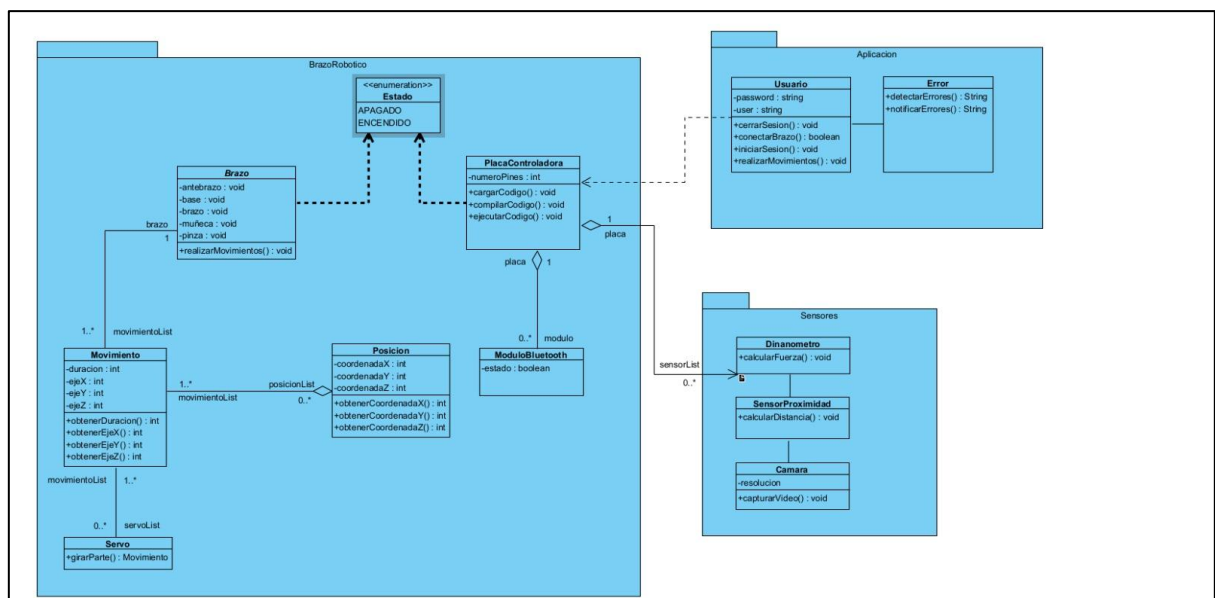 BrazoRobotico
<<enumeration>>
Estado
APAGADO
ENCENDIDO
Brazo
-antebrazo : void
-base : void
-brazo : void
-muñeca : void
-pinza : void
+realizarMovimientos() : void
PlacaControladora
-numeroPines : int
+cargarCodigo() : void
+compilarCodigo() : void
+ejecutarCodigo() : void
brazo
1
1..*
movimientoList
1
placa
placa
1
0..*
modulo
ModuloBluetooth
-estado : boolean
Movimiento
-duracion : int
-ejeX : int
-ejeY : int
-ejeZ : int
+obtenerDuracion() : int
+obtenerEjeX() : int
+obtenerEjeY() : int
+obtenerEjeZ() : int
1..*
movimientoList
posicionList
0..*
Posicion
-coordenadaX : int
-coordenadaY : int
-coordenadaZ : int
+obtenerCoordenadaX() : int
+obtenerCoordenadaY() : int
+obtenerCoordenadaZ() : int
movimientoList
1..*
0..*
servoList
Servo
+girarParte() : Movimiento
Aplicacion
Usuario
-password : string
-user : string
+cerrarSesion() : void
+conectarBrazo() : boolean
+iniciarSesion() : void
+realizarMovimientos() : void
Error
+detectarErrores() : String
+notificarErrores() : String
Sensores
sensorList
0..*
Dinanometro
+calcularFuerza() : void
SensorProximidad
+calcularDistancia() : void
Camara
-resolucion
+capturarVideo() : void